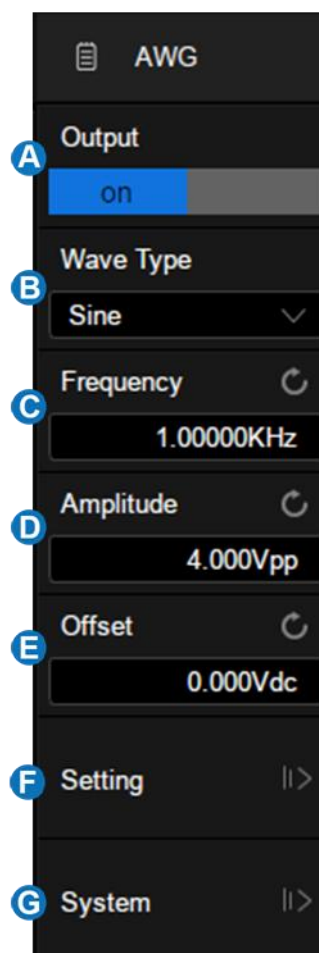 AWG
Output
A
on
Wave Type
B
Sine
Frequency
C
1.00000KHz
Amplitude
D
4.000Vpp
Offset
E
0.000Vdc
F Setting
G System